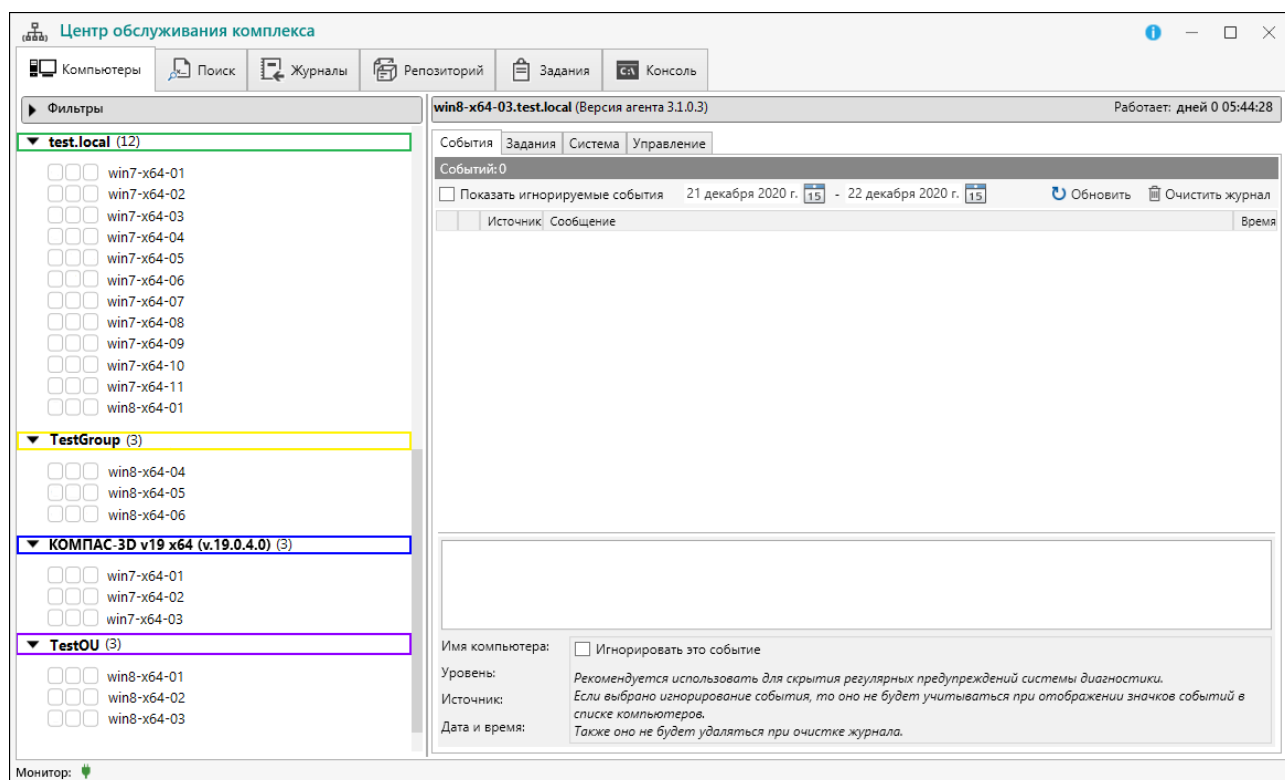 Центр обслуживания комплекса
Компьютеры Поиск Журналы Репозиторий Задания C:\ Консоль
Фильтры
test.local (12)
win7-x64-01
win7-x64-02
win7-x64-03
win7-x64-04
win7-x64-05
win7-x64-06
win7-x64-07
win7-x64-08
win7-x64-09
win7-x64-10
win7-x64-11
win8-x64-01
TestGroup (3)
win8-x64-04
win8-x64-05
win8-x64-06
КОМПАС-3D v19 x64 (v.19.0.4.0) (3)
win7-x64-01
win7-x64-02
win7-x64-03
TestOU (3)
win8-x64-01
win8-x64-02
win8-x64-03
win8-x64-03.test.local (Версия агента 3.1.0.3) Работает: дней 0 05:44:28
События Задания Система Управление
Событий:0
Показать игнорируемые события 21 декабря 2020 г. 15 - 22 декабря 2020 г. 15 Обновить Очистить журнал
Источник Сообщение Время
Имя компьютера:
Уровень:
Источник:
Дата и время:
Игнорировать это событие
Рекомендуется использовать для скрытия регулярных предупреждений системы диагностики.
Если выбрано игнорирование события, то оно не будет учитываться при отображении значков событий в
списке компьютеров.
Также оно не будет удаляться при очистке журнала.
Монитор: